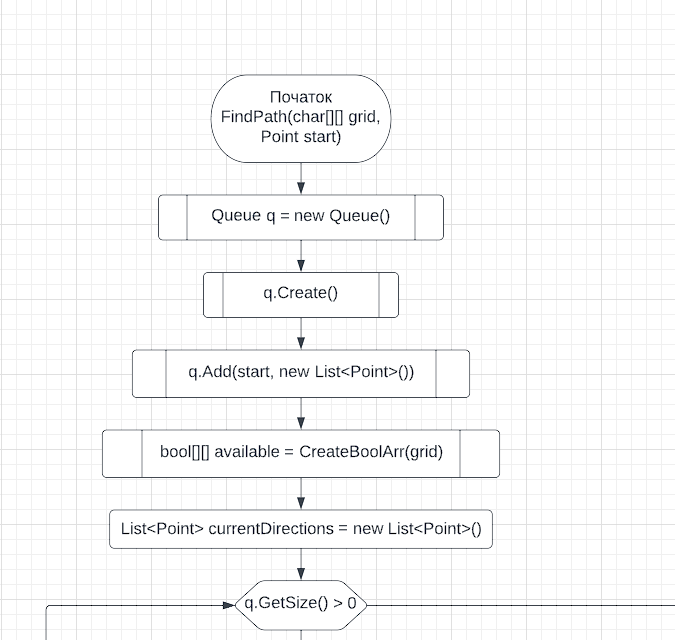 Початок
FindPath(char[][] grid,
Point start)
Queue q = new Queue()
q.Create()
q.Add(start, new List<Point>())
bool[][] available = CreateBoolArr(grid)
List<Point> currentDirections = new List<Point>()
q.GetSize() > 0